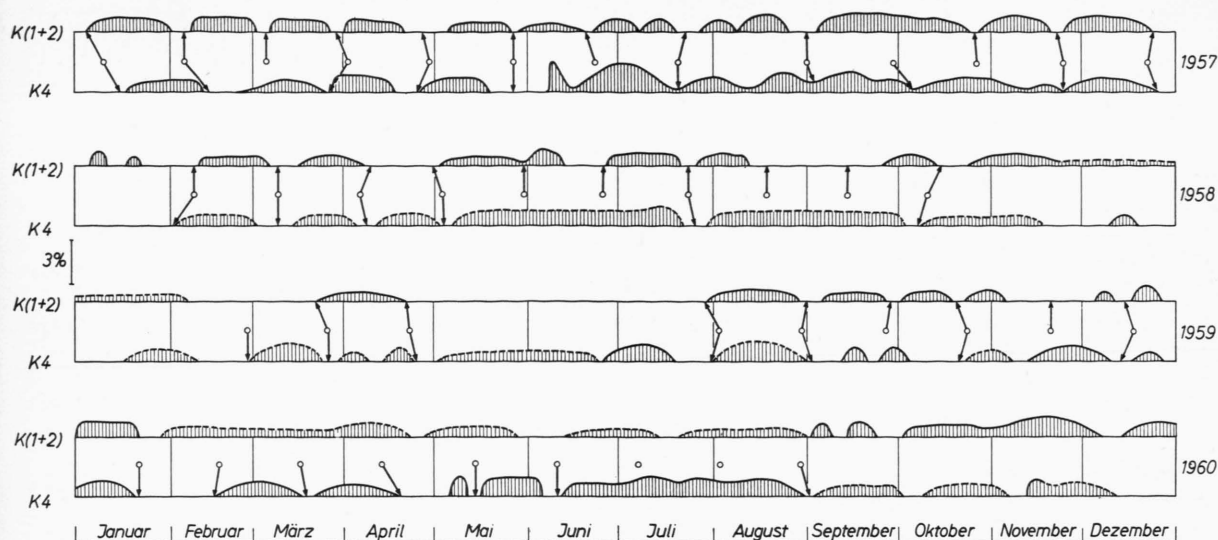 K(1+2)
K4
1957
K(1+2)
K4
1958
3%
K(1+2)
K4
1959
K(1+2)
K4
1960
Januar Februar März April Mai Juni Juli August September Oktober November Dezember